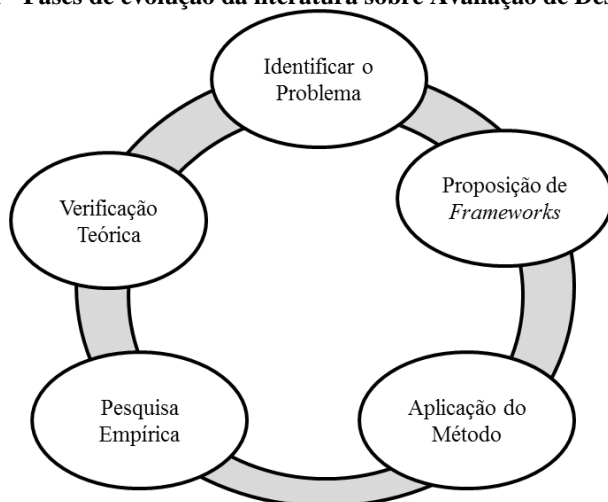 Fases de evolução da literatura sobre Avaliação de
Identificar o
Problema
Proposição de
Frameworks
Aplicação do
Método
Pesquisa
Empírica
Verificação
Teórica